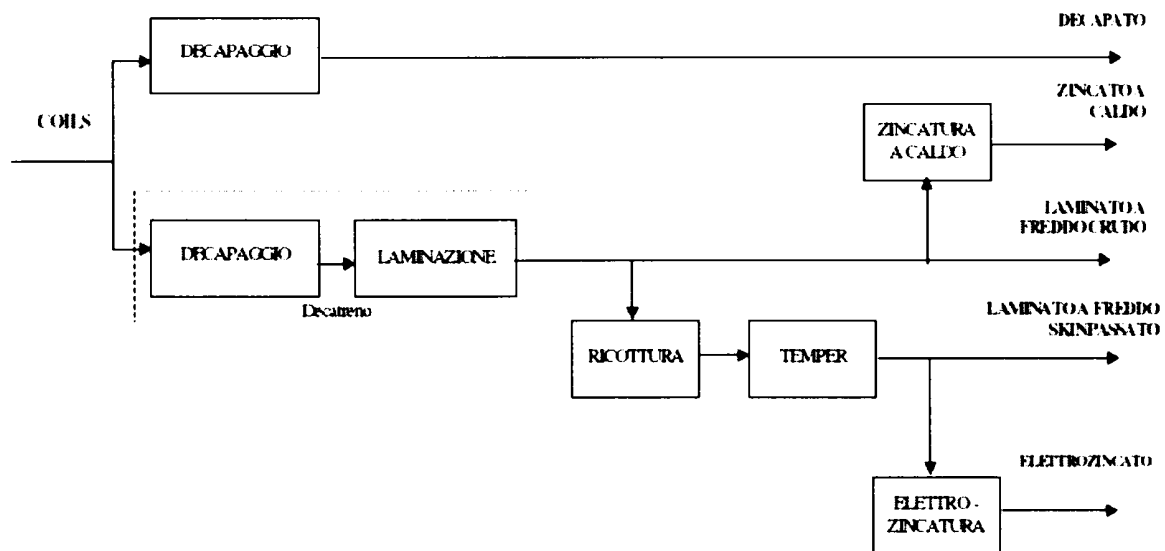 DECAPATO
DECAPAGGIO
ZINCATO A
CALDO
COILS
ZINCATURA
A CALDO
LAMINATO A
FREDDO CRUDO
DECAPAGGIO
LAMINAZIONE
Decatreno
LAMINATO A FREDDO
SKINPASSATO
RICOTTURA
TEMPER
ELETTROZINCATO
ELETTRO -
ZINCATURA